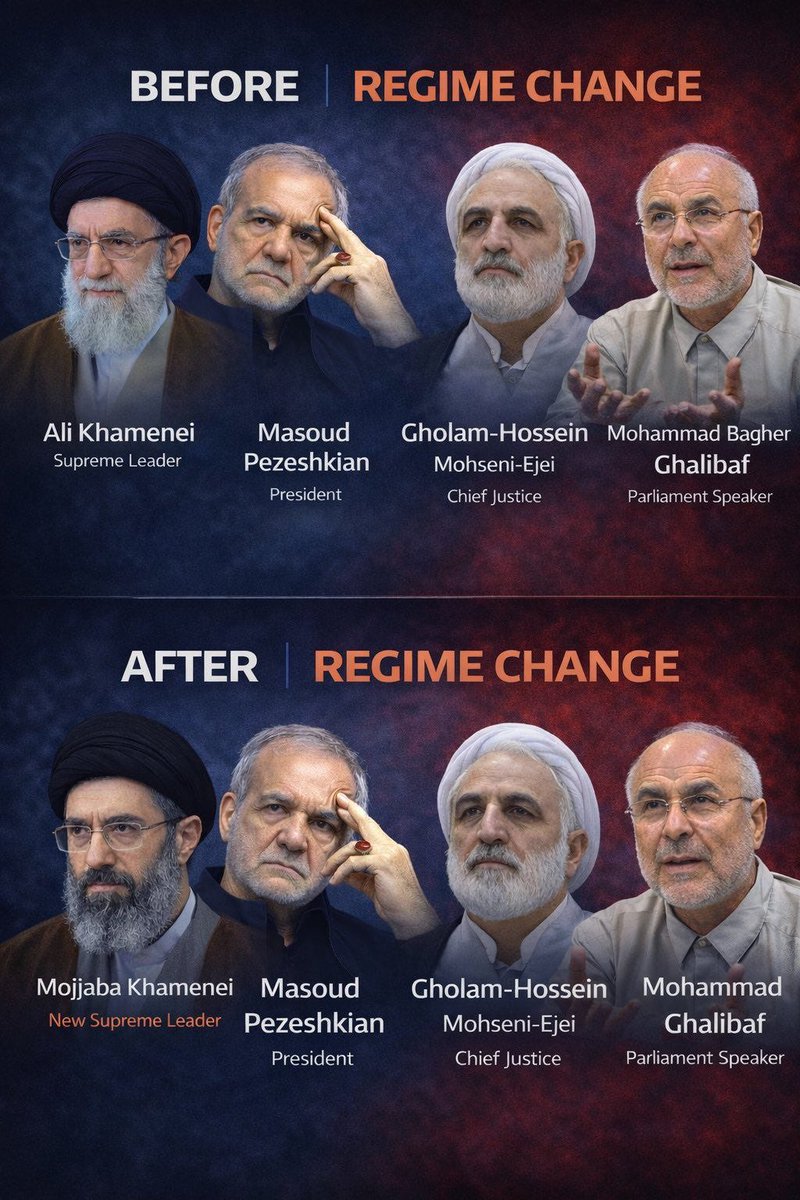 BEFORE | REGIME CHANGE
Ali Khamenei
Supreme Leader
Masoud
Pezeshkian
President
Gholam-Hossein
Mohseni-Ejei
Chief Justice
Mohammad Bagher
Ghalibaf
Parliament Speaker
AFTER | REGIME CHANGE
Mojjaba Khamenei
New Supreme Leader
Masoud
Pezeshkian
President
Gholam-Hossein
Mohseni-Ejei
Chief Justice
Mohammad
Ghalibaf
Parliament Speaker